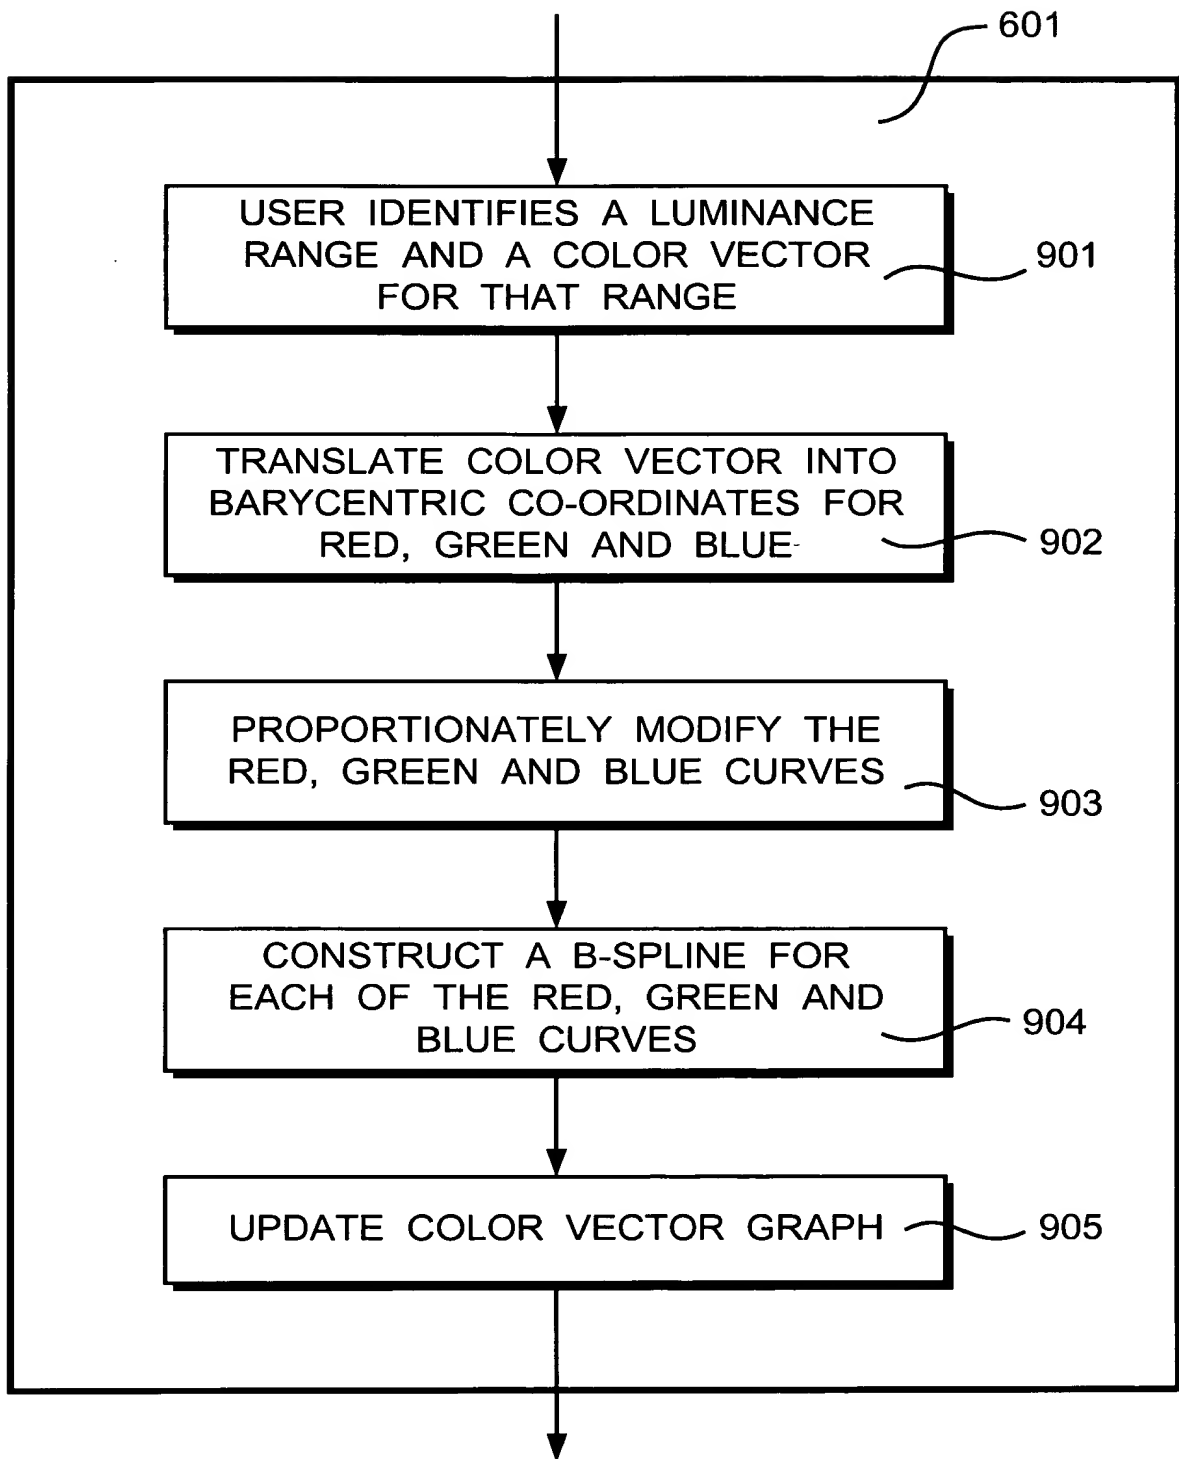 601
USER IDENTIFIES A LUMINANCE
RANGE AND A COLOR VECTOR
FOR THAT RANGE
901
TRANSLATE COLOR VECTOR INTO
BARYCENTRIC CO-ORDINATES FOR
RED, GREEN AND BLUE
902
PROPORTIONATELY MODIFY THE
RED, GREEN AND BLUE CURVES
903
CONSTRUCT A B-SPLINE FOR
EACH OF THE RED, GREEN AND
BLUE CURVES
904
UPDATE COLOR VECTOR GRAPH
905